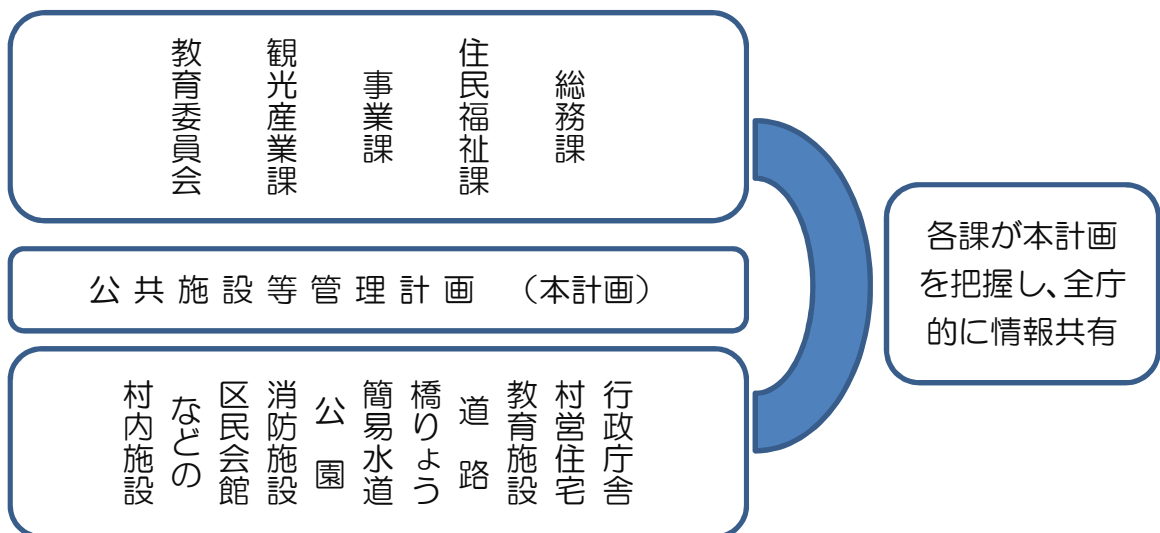 総務課
住民福祉課
事業課
観光産業課
教育委員会
公共施設等管理計画 （本計画）
行政庁舎
村営住宅
教育施設
道路
橋りょう
簡易水道
公園
消防施設
区民会館
などの
村内施設
各課が本計画
を把握し、全庁
的に情報共有